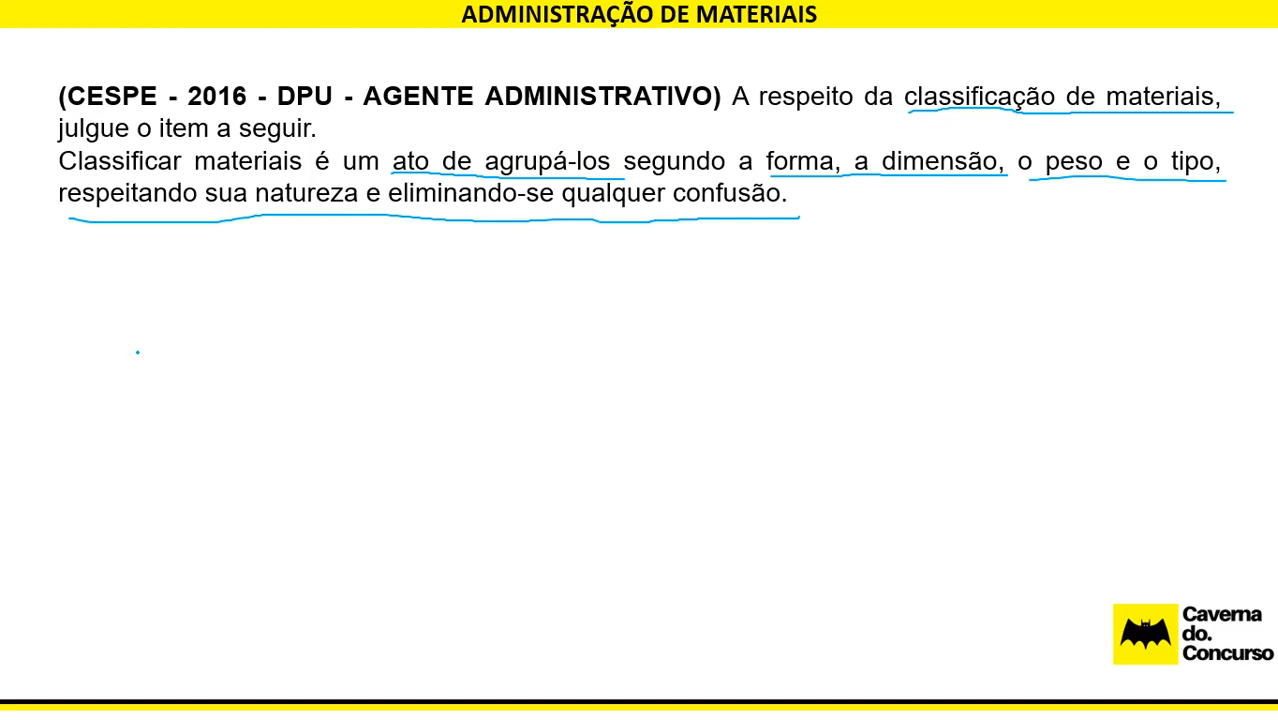 ADMINISTRAÇÃO DE MATERIAIS
(CESPE - 2016 - DPU - AGENTE ADMINISTRATIVO) A respeito da classificação de materiais,
julgue o item a seguir.
Classificar materiais é um ato de agrupá-los segundo a forma, a dimensão, o peso e o tipo,
respeitando sua natureza e eliminando-se qualquer confusão.
Caverna
do.
Concurso